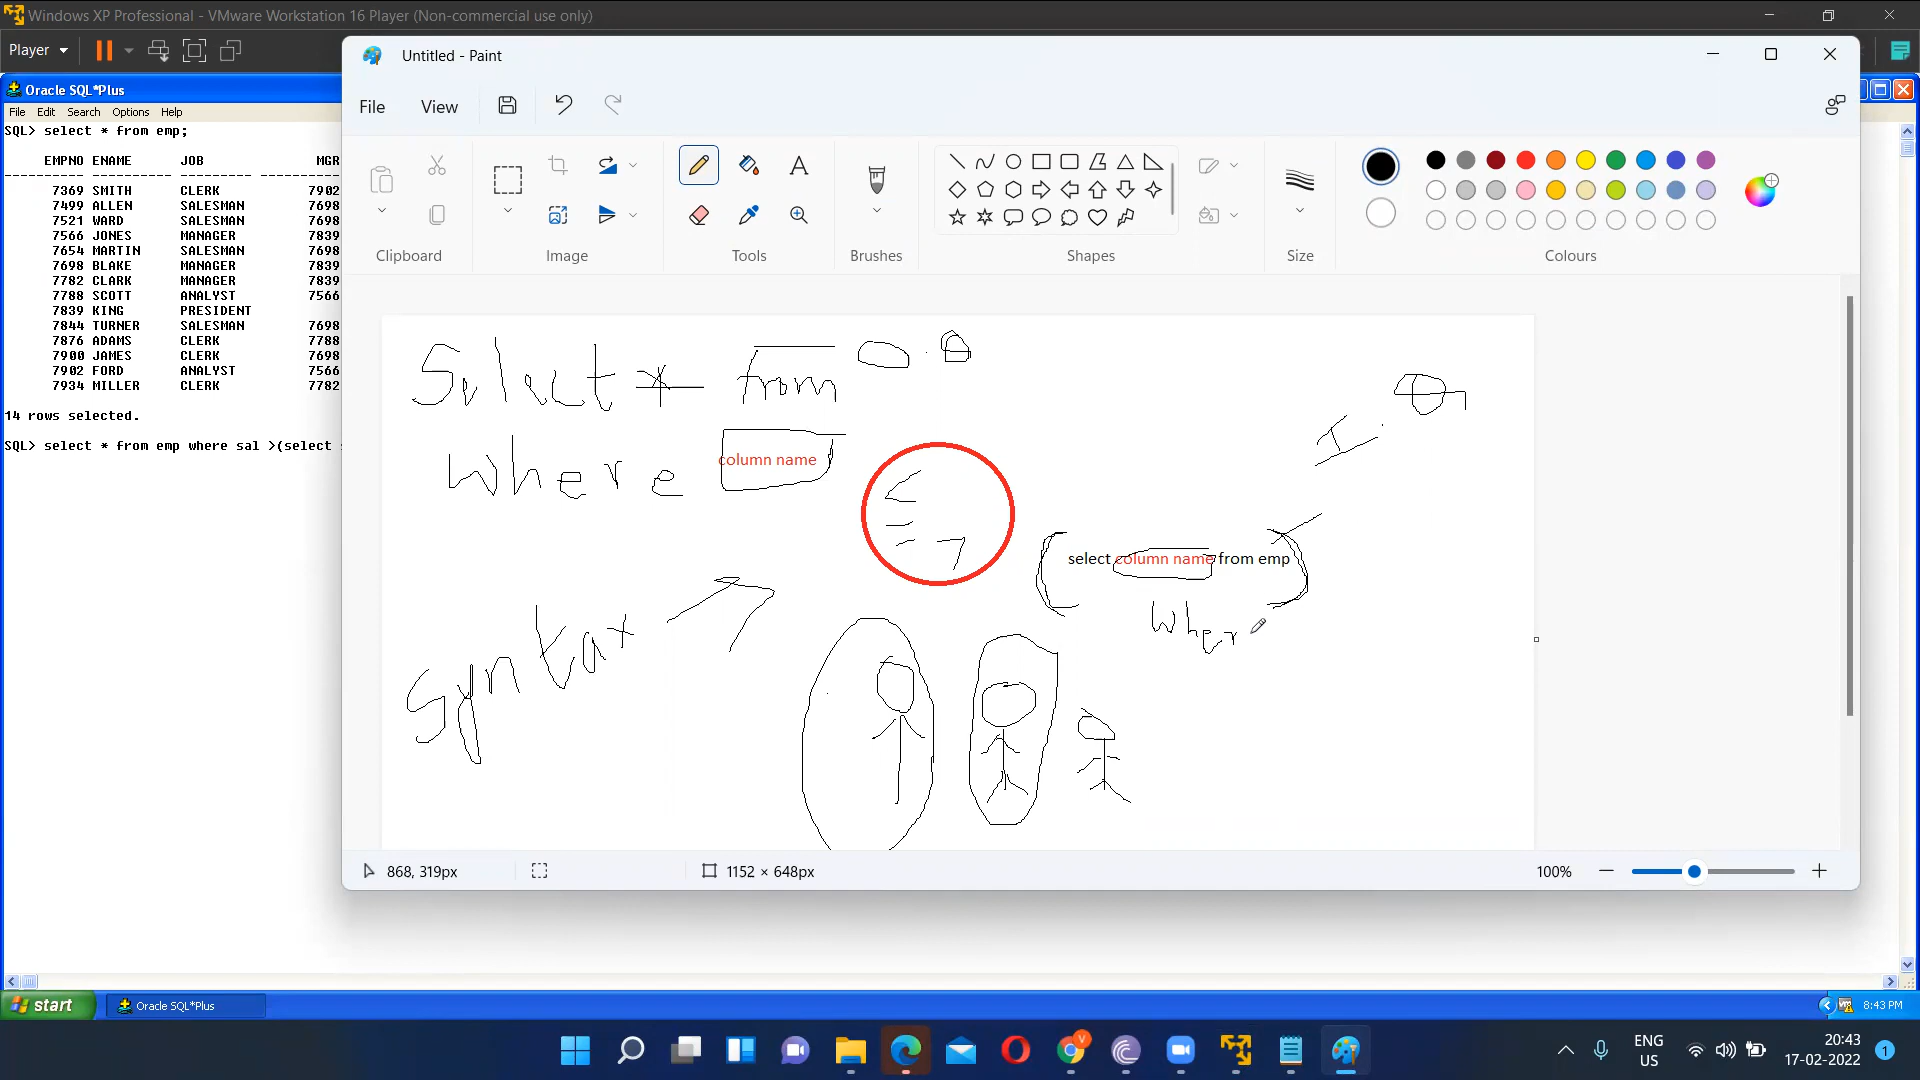 Windows XP Professional - VMware Workstation 16 Player (Non-commercial use only)
Player
Oracle SQL*Plus
File Edit Search Options Help
SQL> select * from emp;
EMPNO ENAME JOB MGR
7369 SMITH CLERK 7902
7499 ALLEN SALESMAN 7698
7521 WARD SALESMAN 7698
7566 JONES MANAGER 7839
7654 MARTIN SALESMAN 7698
7698 BLAKE MANAGER 7839
7782 CLARK MANAGER 7839
7788 SCOTT ANALYST 7566
7839 KING PRESIDENT
7844 TURNER SALESMAN 7698
7876 ADAMS CLERK 7788
7900 JAMES CLERK 7698
7902 FORD ANALYST 7566
7934 MILLER CLERK 7782
14 rows selected.
SQL> select * from emp where sal >(select
Untitled - Paint
File View
Clipboard Image Tools Brushes Shapes Size Colours
Select * from
Where column name
select column name from emp
Wher
Syntax
868, 319px
1152 × 648px
100%
start
Oracle SQL*Plus
8:43 PM
ENG
US
20:43
17-02-2022
1